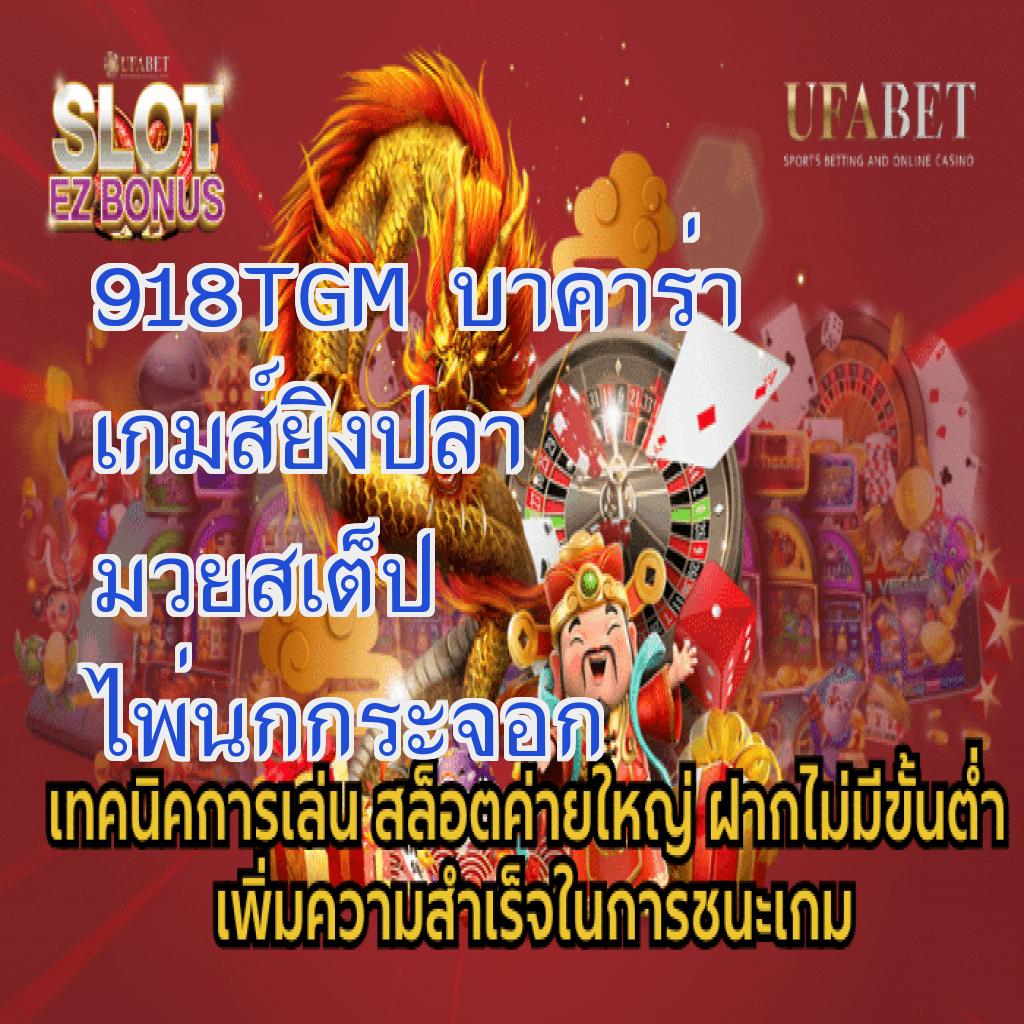 UFABET
SLOT
EZ BONUS
UFABET
SPORTS BETTING AND ONLINE CASINO
918TGM บาคาร่า
เกมส์ยิงปลา
มวยสเต็ป
ไพ่นกกระจอก
เทคนิคการเล่น สล็อตค่ายใหญ่ ฝากไม่มีขั้นต่ำ
เพิ่มความสำเร็จในการชนะเกม